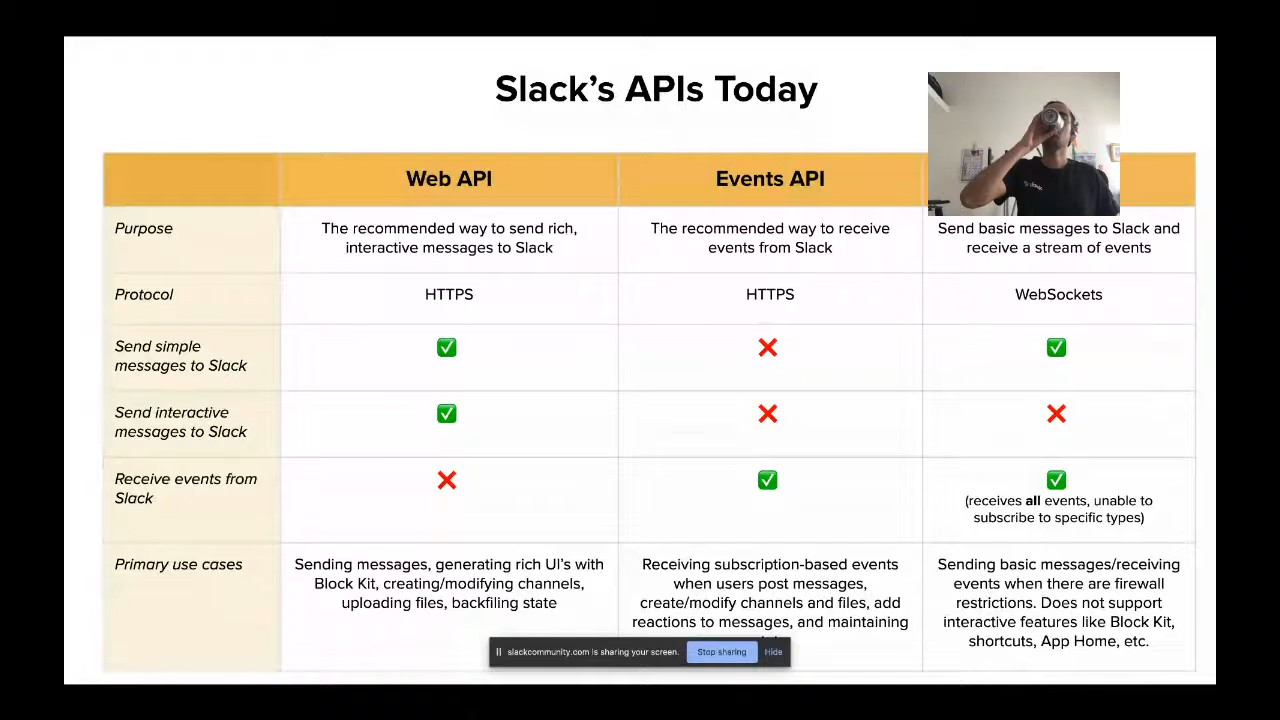 Slack's APIs Today
Web API
Events API
Purpose
The recommended way to send rich,
interactive messages to Slack
The recommended way to receive
events from Slack
Send basic messages to Slack and
receive a stream of events
Protocol
HTTPS
HTTPS
WebSockets
Send simple
messages to Slack
Send interactive
messages to Slack
Receive events from
Slack
(receives all events, unable to
subscribe to specific types)
Primary use cases
Sending messages, generating rich UI's with
Block Kit, creating/modifying channels,
uploading files, backfiling state
Receiving subscription-based events
when users post messages,
create/modify channels and files, add
reactions to messages, and maintaining
Sending basic messages/receiving
events when there are firewall
restrictions. Does not support
interactive features like Block Kit,
shortcuts, App Home, etc.
slackcommunity.com is sharing your screen.
Stop sharing
Hide